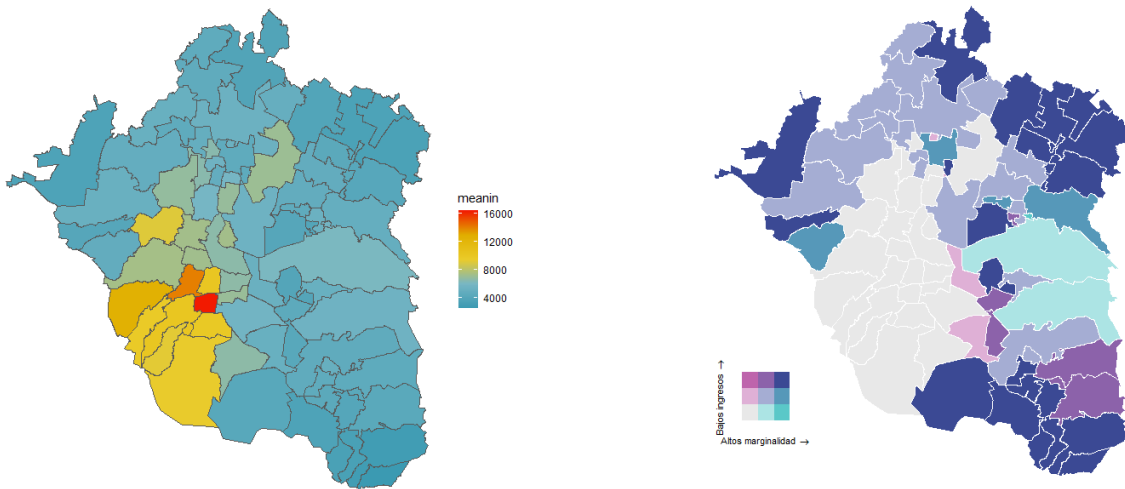 meanin
16000
12000
8000
4000
Bajos ingresos →
Altos marginalidad →